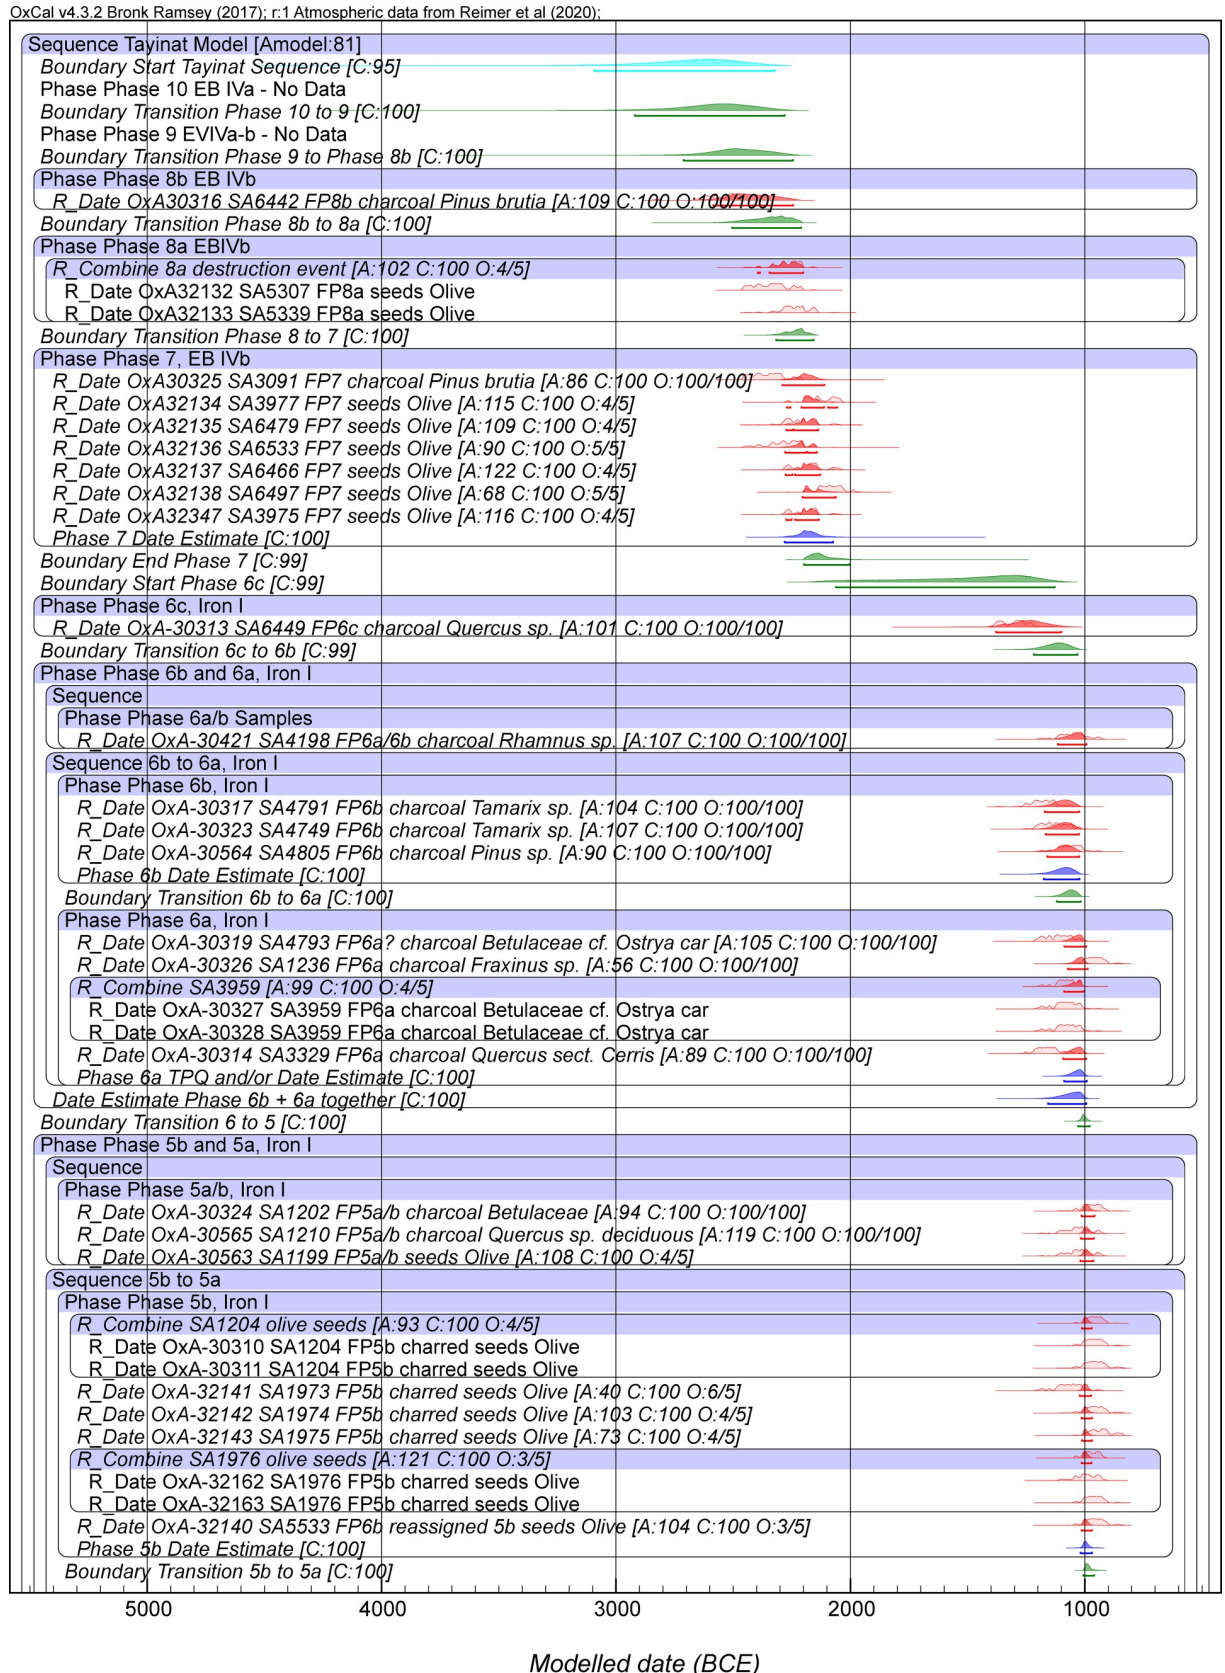 OxCal v4.3.2 Bronk Ramsey (2017); r:1 Atmospheric data from Reimer et al (2020);
Sequence Tayinat Model [Amodel:81]
Boundary Start Tayinat Sequence [C:95]
Phase Phase 10 EB IVa - No Data
Boundary Transition Phase 10 to 9 [C:100]
Phase Phase 9 EVIVa-b - No Data
Boundary Transition Phase 9 to Phase 8b [C:100]
Phase Phase 8b EB IVb
R_Date OxA30316 SA6442 FP8b charcoal Pinus brutia [A:109 C:100 O:100/100]
Boundary Transition Phase 8b to 8a [C:100]
Phase Phase 8a EBIVb
R_Combine 8a destruction event [A:102 C:100 O:4/5]
R_Date OxA32132 SA5307 FP8a seeds Olive
R_Date OxA32133 SA5339 FP8a seeds Olive
Boundary Transition Phase 8 to 7 [C:100]
Phase Phase 7, EB IVb
R_Date OxA30325 SA3091 FP7 charcoal Pinus brutia [A:86 C:100 O:100/100]
R_Date OxA32134 SA3977 FP7 seeds Olive [A:115 C:100 O:4/5]
R_Date OxA32135 SA6479 FP7 seeds Olive [A:109 C:100 O:4/5]
R_Date OxA32136 SA6533 FP7 seeds Olive [A:90 C:100 O:5/5]
R_Date OxA32137 SA6466 FP7 seeds Olive [A:122 C:100 O:4/5]
R_Date OxA32138 SA6497 FP7 seeds Olive [A:68 C:100 O:5/5]
R_Date OxA32347 SA3975 FP7 seeds Olive [A:116 C:100 O:4/5]
Phase 7 Date Estimate [C:100]
Boundary End Phase 7 [C:99]
Boundary Start Phase 6c [C:99]
Phase Phase 6c, Iron I
R_Date OxA-30313 SA6449 FP6c charcoal Quercus sp. [A:101 C:100 O:100/100]
Boundary Transition 6c to 6b [C:99]
Phase Phase 6b and 6a, Iron I
Sequence
Phase Phase 6a/b Samples
R_Date OxA-30421 SA4198 FP6a/6b charcoal Rhamnus sp. [A:107 C:100 O:100/100]
Sequence 6b to 6a, Iron I
Phase Phase 6b, Iron I
R_Date OxA-30317 SA4791 FP6b charcoal Tamarix sp. [A:104 C:100 O:100/100]
R_Date OxA-30323 SA4749 FP6b charcoal Tamarix sp. [A:107 C:100 O:100/100]
R_Date OxA-30564 SA4805 FP6b charcoal Pinus sp. [A:90 C:100 O:100/100]
Phase 6b Date Estimate [C:100]
Boundary Transition 6b to 6a [C:100]
Phase Phase 6a, Iron I
R_Date OxA-30319 SA4793 FP6a? charcoal Betulaceae cf. Ostrya car [A:105 C:100 O:100/100]
R_Date OxA-30326 SA1236 FP6a charcoal Fraxinus sp. [A:56 C:100 O:100/100]
R_Combine SA3959 [A:99 C:100 O:4/5]
R_Date OxA-30327 SA3959 FP6a charcoal Betulaceae cf. Ostrya car
R_Date OxA-30328 SA3959 FP6a charcoal Betulaceae cf. Ostrya car
R_Date OxA-30314 SA3329 FP6a charcoal Quercus sect. Cerris [A:89 C:100 O:100/100]
Phase 6a TPQ and/or Date Estimate [C:100]
Date Estimate Phase 6b + 6a together [C:100]
Boundary Transition 6 to 5 [C:100]
Phase Phase 5b and 5a, Iron I
Sequence
Phase Phase 5a/b, Iron I
R_Date OxA-30324 SA1202 FP5a/b charcoal Betulaceae [A:94 C:100 O:100/100]
R_Date OxA-30565 SA1210 FP5a/b charcoal Quercus sp. deciduous [A:119 C:100 O:100/100]
R_Date OxA-30563 SA1199 FP5a/b seeds Olive [A:108 C:100 O:4/5]
Sequence 5b to 5a
Phase Phase 5b, Iron I
R_Combine SA1204 olive seeds [A:93 C:100 O:4/5]
R_Date OxA-30310 SA1204 FP5b charred seeds Olive
R_Date OxA-30311 SA1204 FP5b charred seeds Olive
R_Date OxA-32141 SA1973 FP5b charred seeds Olive [A:40 C:100 O:6/5]
R_Date OxA-32142 SA1974 FP5b charred seeds Olive [A:103 C:100 O:4/5]
R_Date OxA-32143 SA1975 FP5b charred seeds Olive [A:73 C:100 O:4/5]
R_Combine SA1976 olive seeds [A:121 C:100 O:3/5]
R_Date OxA-32162 SA1976 FP5b charred seeds Olive
R_Date OxA-32163 SA1976 FP5b charred seeds Olive
R_Date OxA-32140 SA5533 FP6b reassigned 5b seeds Olive [A:104 C:100 O:3/5]
Phase 5b Date Estimate [C:100]
Boundary Transition 5b to 5a [C:100]
5000 4000 3000 2000 1000
Modelled date (BCE)